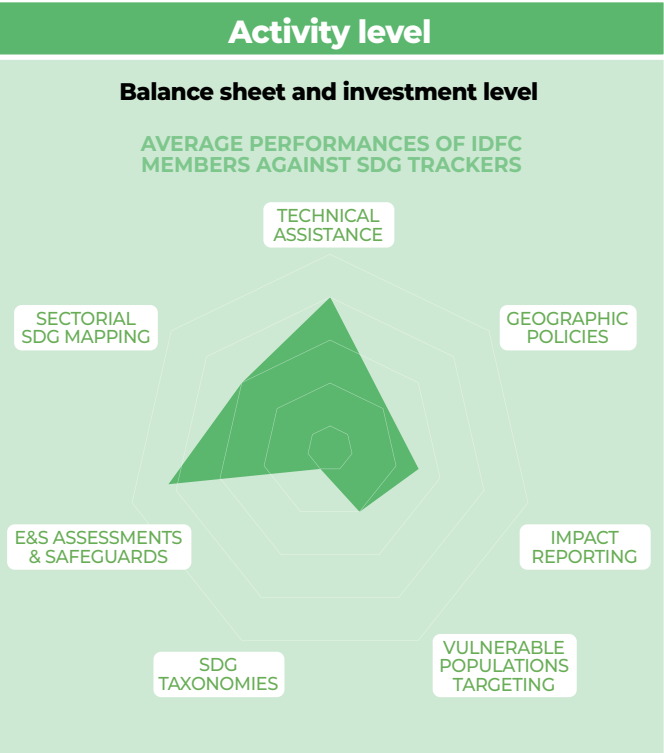 Activity level
Balance sheet and investment level
AVERAGE PERFORMANCES OF IDFC
MEMBERS AGAINST SDG TRACKERS
TECHNICAL
ASSISTANCE
SECTORIAL
SDG MAPPING
GEOGRAPHIC
POLICIES
E&S ASSESSMENTS
& SAFEGUARDS
IMPACT
REPORTING
SDG
TAXONOMIES
VULNERABLE
POPULATIONS
TARGETING